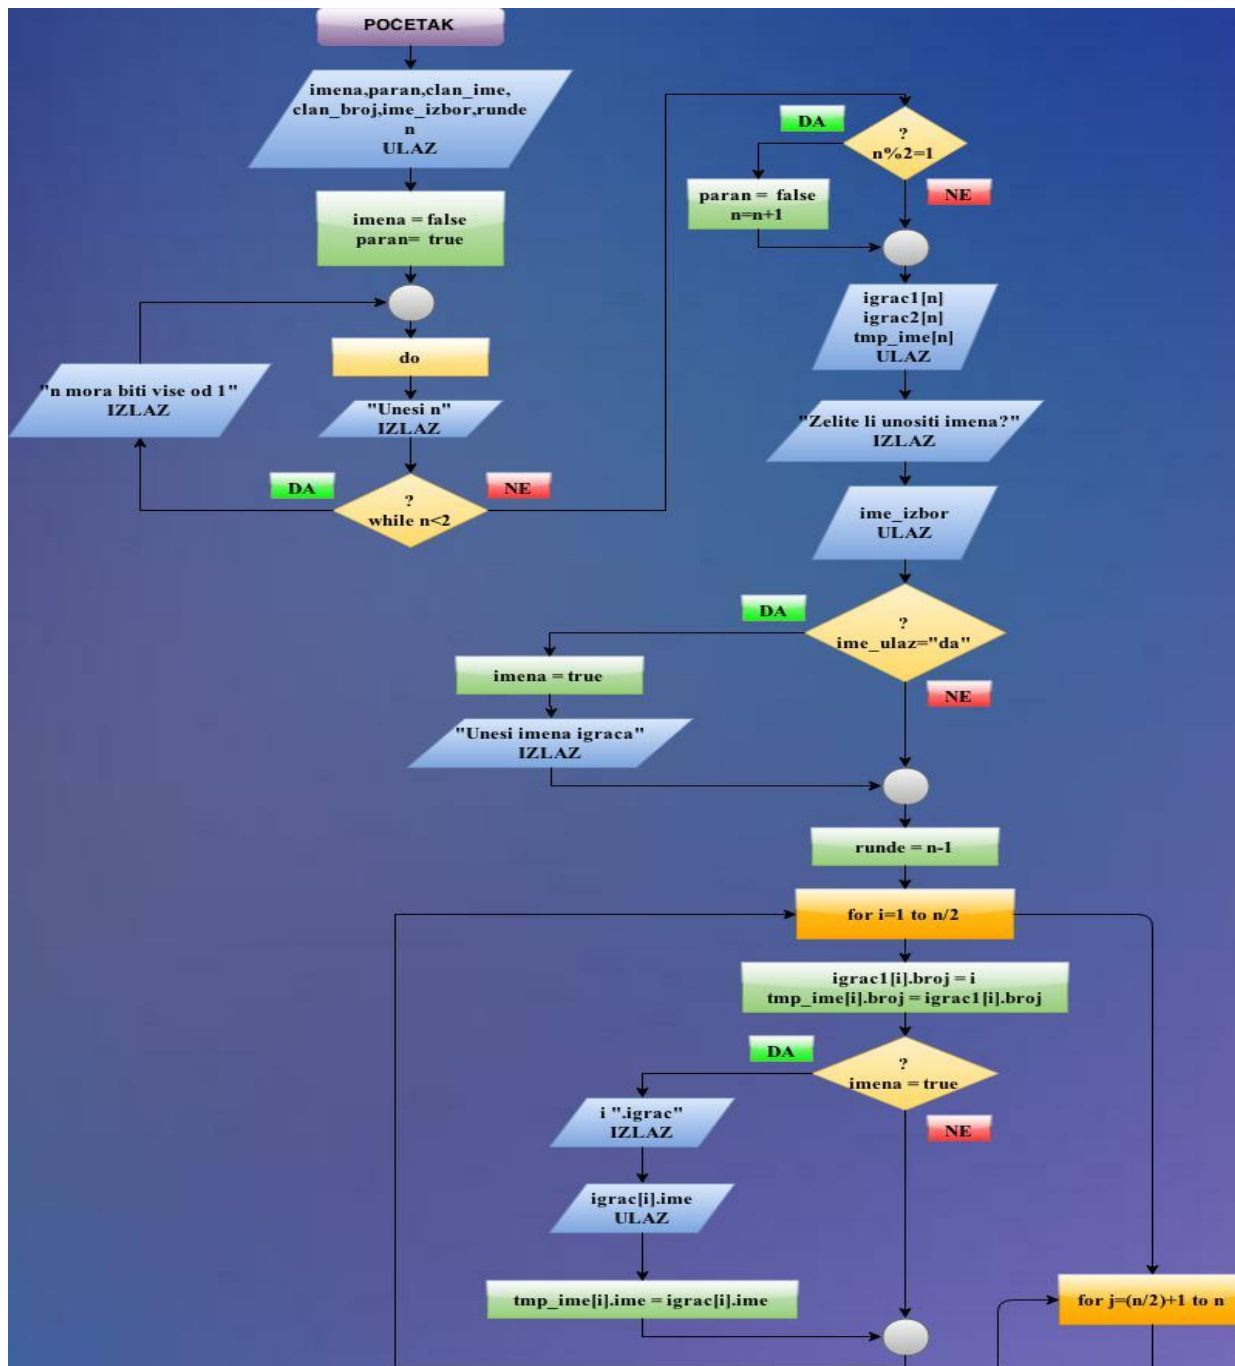 POCETAK
imena,paran,clan_ime,
clan_broj,ime_izbor,runde
n
ULAZ
imena = false
paran= true
do
"n mora biti vise od 1"
IZLAZ
"Unesi n"
IZLAZ
DA
NE
?
while n<2
DA
?
n%2=1
NE
paran = false
n=n+1
igrac1[n]
igrac2[n]
tmp_ime[n]
ULAZ
"Zelite li unositi imena?"
IZLAZ
ime_izbor
ULAZ
DA
?
ime_ulaz="da"
NE
imena = true
"Unesi imena igraca"
IZLAZ
runde = n-1
for i=1 to n/2
igrac1[i].broj = i
tmp_ime[i].broj = igrac1[i].broj
DA
?
imena = true
NE
i ".igrac"
IZLAZ
igrac[i].ime
ULAZ
tmp_ime[i].ime = igrac[i].ime
for j=(n/2)+1 to n